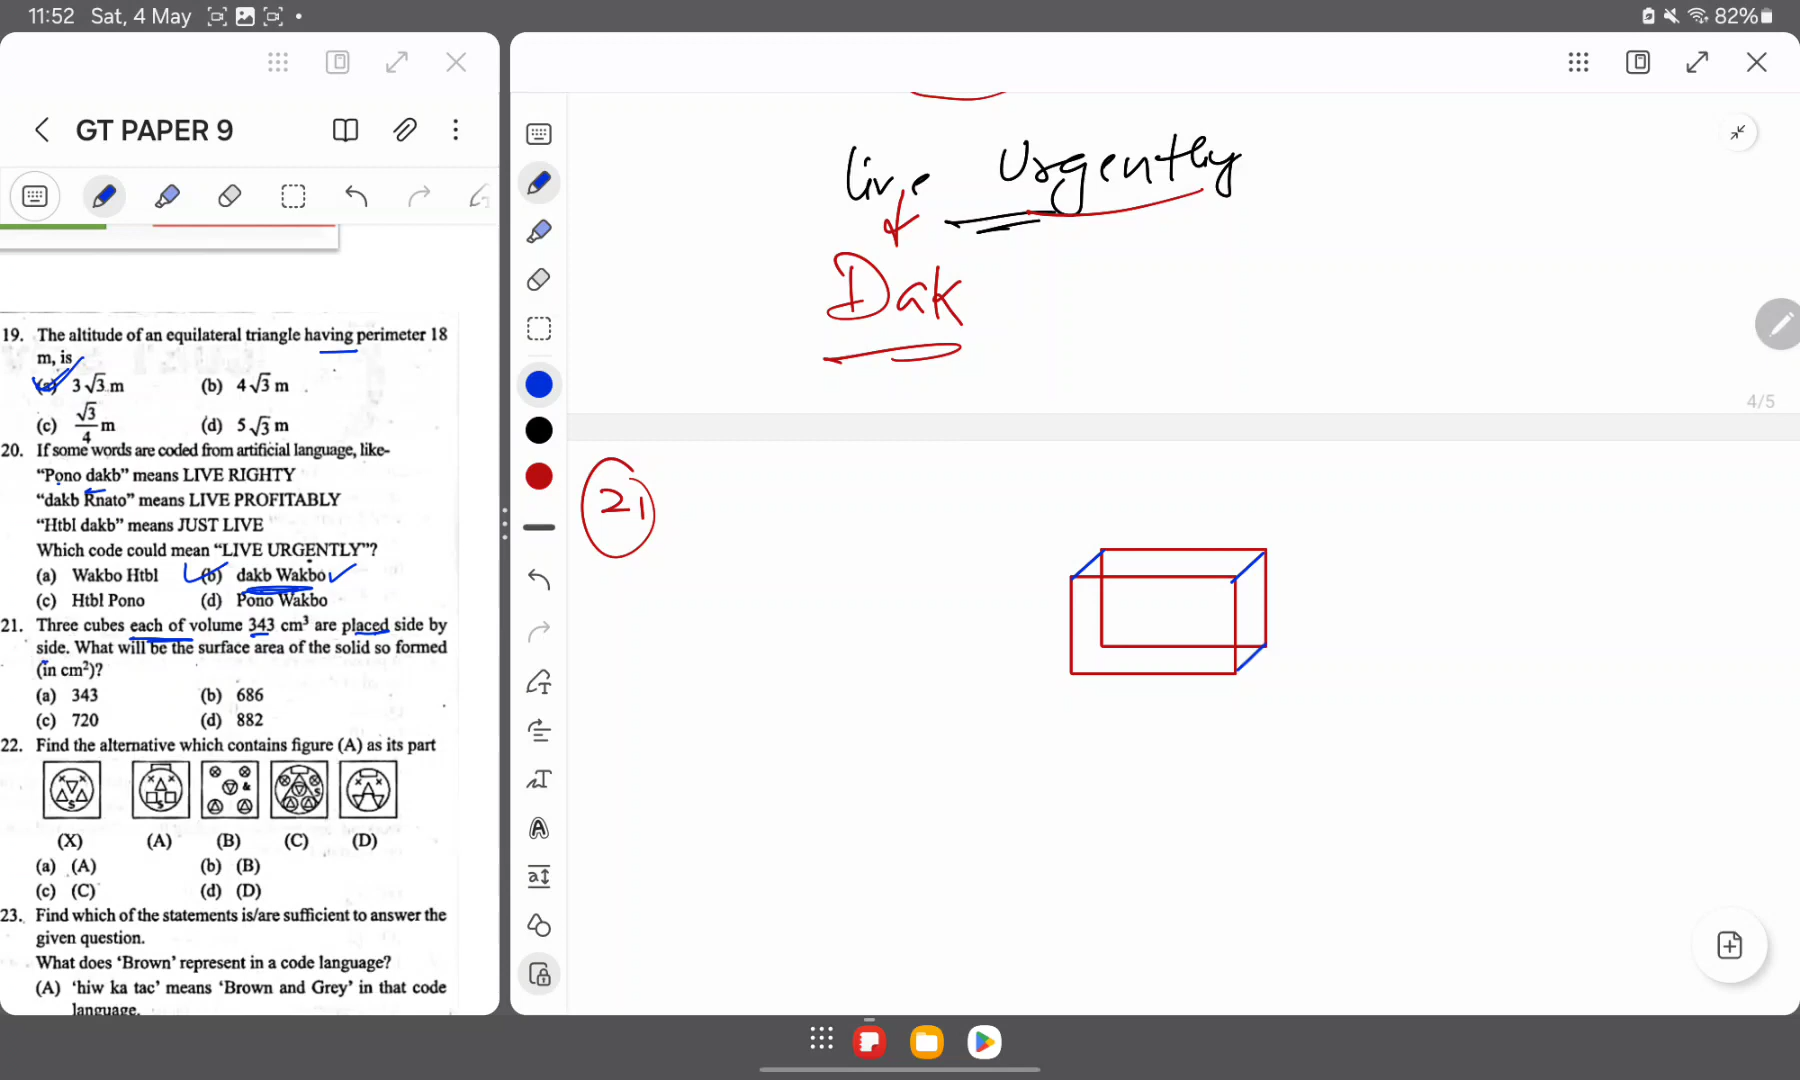 11:52 Sat, 4 May
82%
GT PAPER 9
19. The altitude of an equilateral triangle having perimeter 18
m, is
(a) 3√3 m (b) 4√3 m
(c) √3/4 m (d) 5√3 m
20. If some words are coded from artificial language, like-
“Pono dakb” means LIVE RIGHTY
“dakb Rnato” means LIVE PROFITABLY
“Htbl dakb” means JUST LIVE
Which code could mean “LIVE URGENTLY”?
(a) Wakbo Htbl (b) dakb Wakbo
(c) Htbl Pono (d) Pono Wakbo
21. Three cubes each of volume 343 cm³ are placed side by
side. What will be the surface area of the solid so formed
(in cm²)?
(a) 343 (b) 686
(c) 720 (d) 882
22. Find the alternative which contains figure (A) as its part
(X) (A) (B) (C) (D)
(a) (A) (b) (B)
(c) (C) (d) (D)
23. Find which of the statements is/are sufficient to answer the
given question.
What does ‘Brown’ represent in a code language?
(A) ‘hiw ka tac’ means ‘Brown and Grey’ in that code
language.
live Urgently
Dak
4/5
21